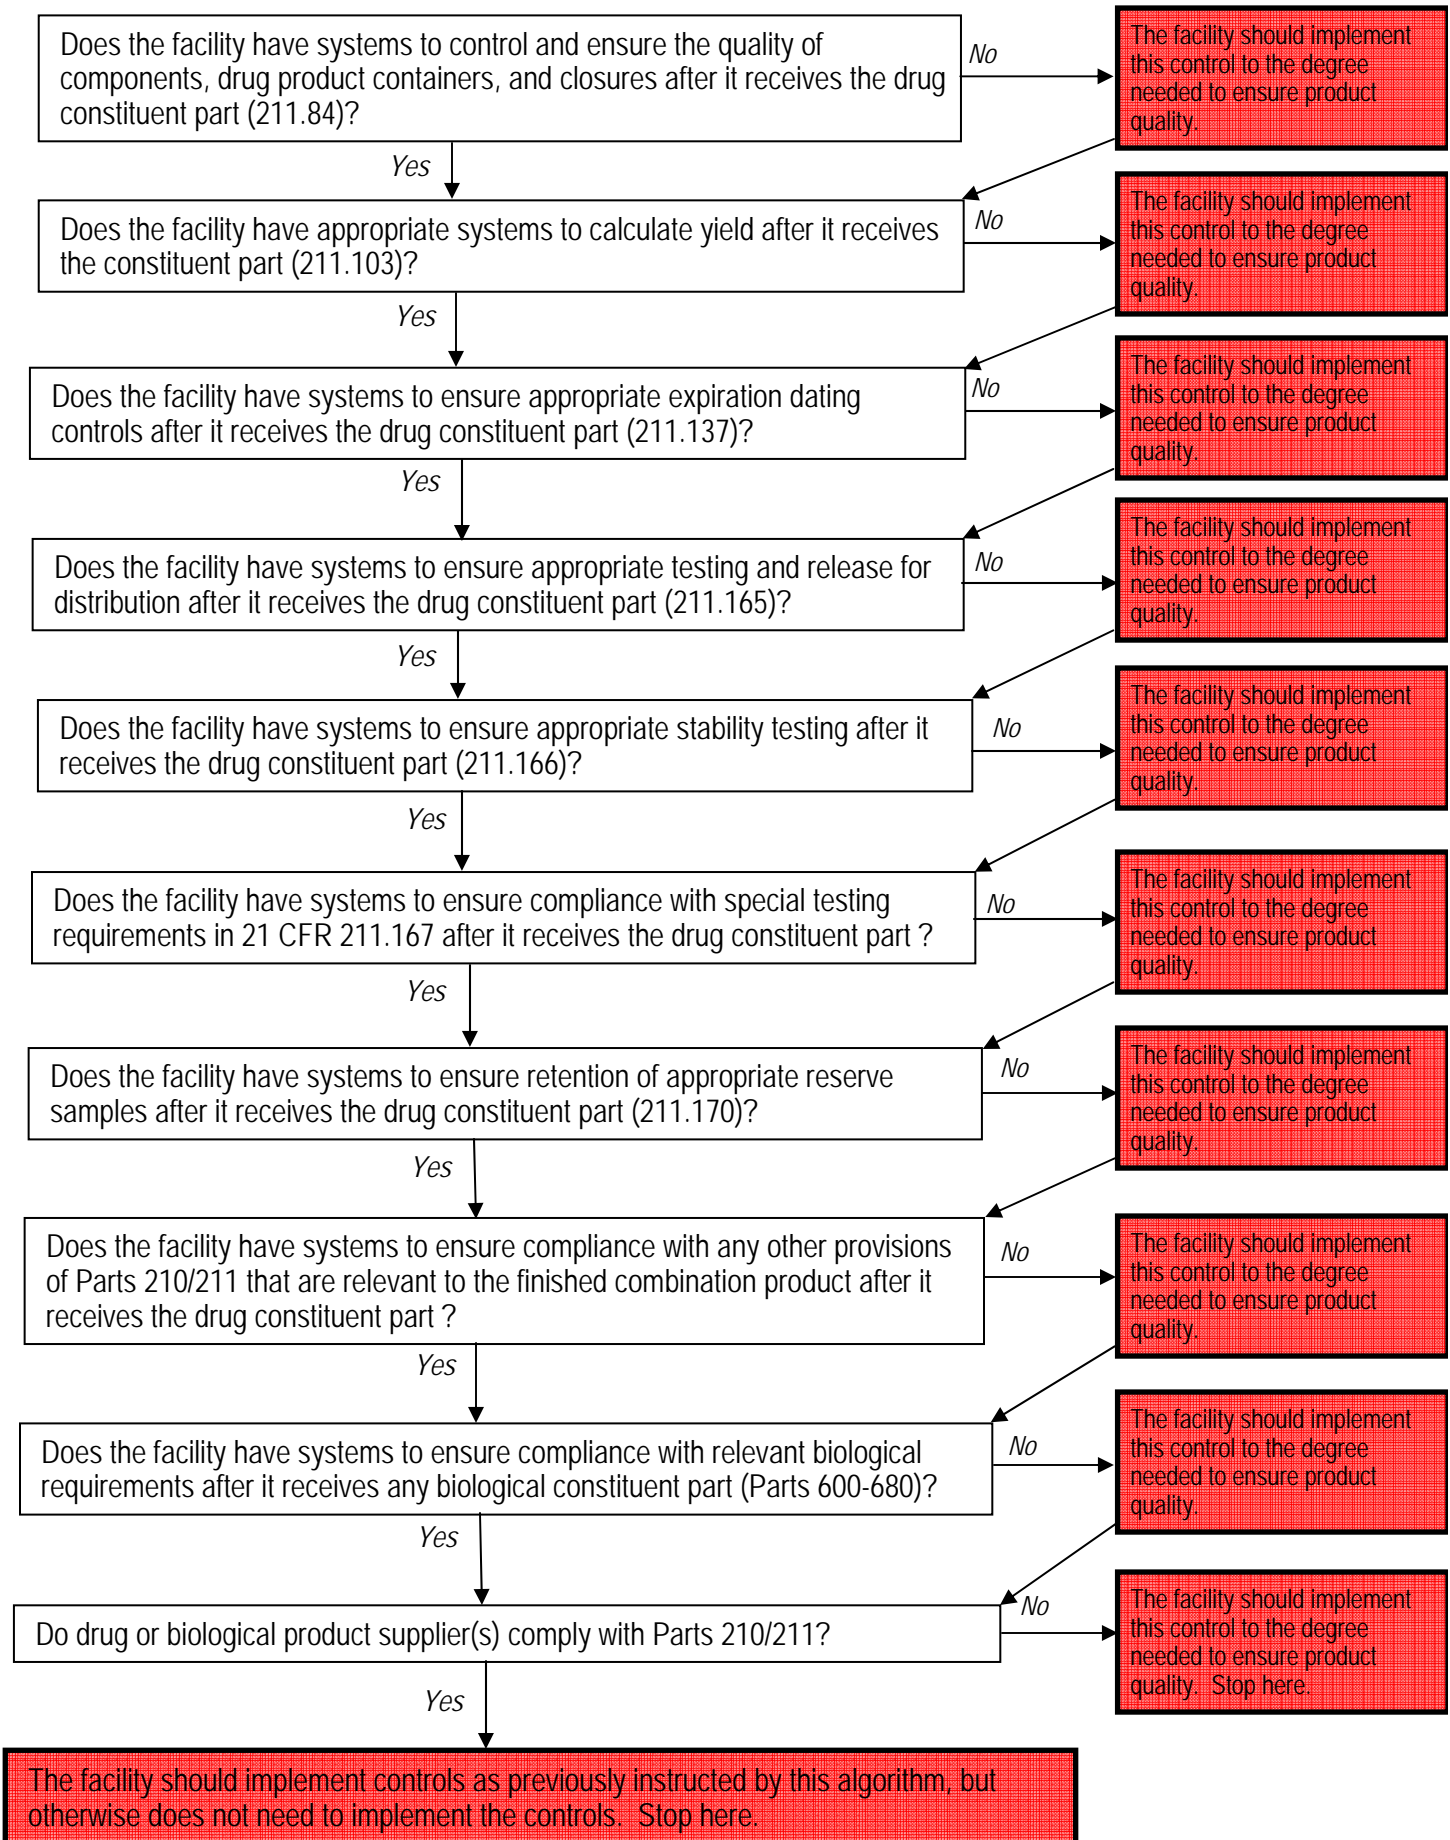 Does the facility have systems to control and ensure the quality of
components, drug product containers, and closures after it receives the drug
constituent part (211.84)?
No
The facility should implement
this control to the degree
needed to ensure product
quality.
Yes
Does the facility have appropriate systems to calculate yield after it receives
the constituent part (211.103)?
No
The facility should implement
this control to the degree
needed to ensure product
quality.
Yes
Does the facility have systems to ensure appropriate expiration dating
controls after it receives the drug constituent part (211.137)?
No
The facility should implement
this control to the degree
needed to ensure product
quality.
Yes
Does the facility have systems to ensure appropriate testing and release for
distribution after it receives the drug constituent part (211.165)?
No
The facility should implement
this control to the degree
needed to ensure product
quality.
Yes
Does the facility have systems to ensure appropriate stability testing after it
receives the drug constituent part (211.166)?
No
The facility should implement
this control to the degree
needed to ensure product
quality.
Yes
Does the facility have systems to ensure compliance with special testing
requirements in 21 CFR 211.167 after it receives the drug constituent part ?
No
The facility should implement
this control to the degree
needed to ensure product
quality.
Yes
Does the facility have systems to ensure retention of appropriate reserve
samples after it receives the drug constituent part (211.170)?
No
The facility should implement
this control to the degree
needed to ensure product
quality.
Yes
Does the facility have systems to ensure compliance with any other provisions
of Parts 210/211 that are relevant to the finished combination product after it
receives the drug constituent part ?
No
The facility should implement
this control to the degree
needed to ensure product
quality.
Yes
Does the facility have systems to ensure compliance with relevant biological
requirements after it receives any biological constituent part (Parts 600-680)?
No
The facility should implement
this control to the degree
needed to ensure product
quality.
Yes
Do drug or biological product supplier(s) comply with Parts 210/211?
No
The facility should implement
this control to the degree
needed to ensure product
quality. Stop here.
Yes
The facility should implement controls as previously instructed by this algorithm, but
otherwise does not need to implement the controls. Stop here.